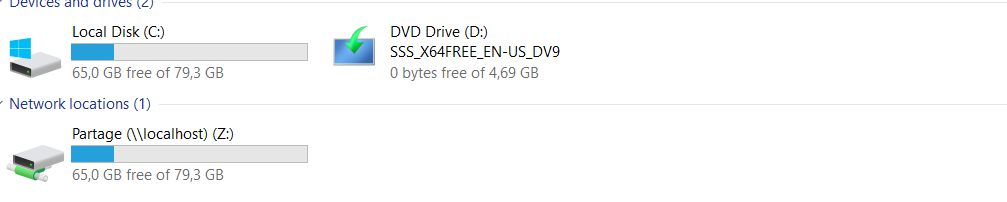 Devices and drives (2)
Local Disk (C:)
65,0 GB free of 79,3 GB
DVD Drive (D:)
SSS_X64FREE_EN-US_DV9
0 bytes free of 4,69 GB
Network locations (1)
Partage (\\localhost) (Z:)
65,0 GB free of 79,3 GB